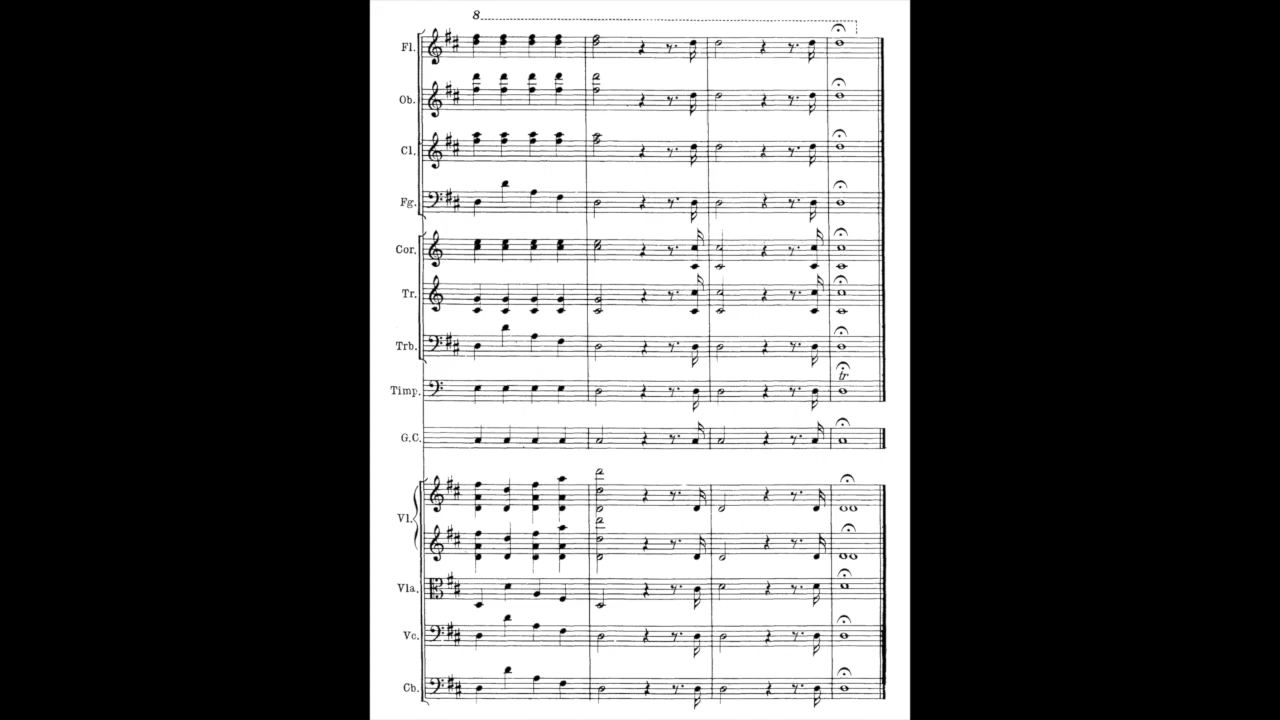 8
Fl.
Ob.
Cl.
Fg.
Cor.
Tr.
Trb.
tr
Timp.
G.C.
Vl.
Vla.
Vc.
Cb.